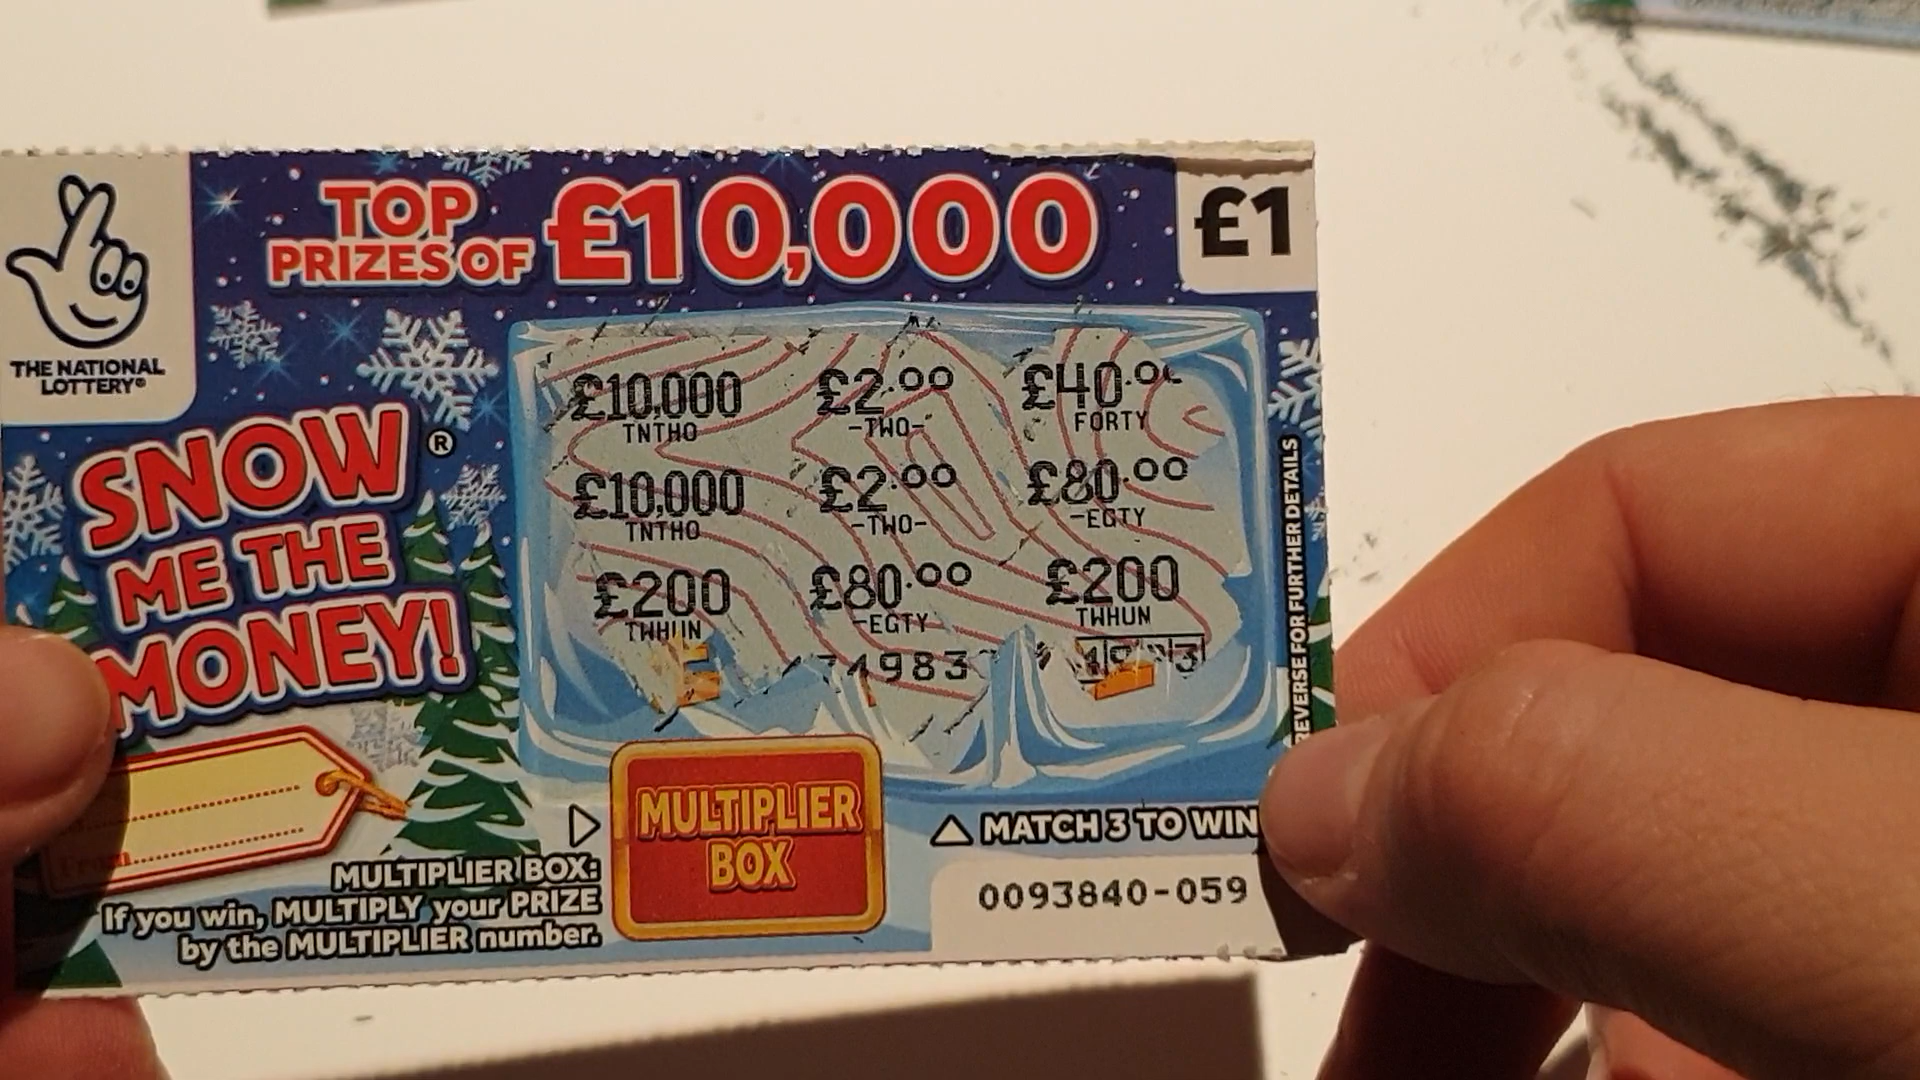 TOP
PRIZES OF £10,000
£1
THE NATIONAL
LOTTERY®
SNOW ®
ME THE
MONEY!
£10,000 £2.00 £40.0
TNTHO -TWO- FORTY
£10,000 £2.00 £80.00
TNTHO -TWO- -EGTY
£200 £80.00 £200
TWHUN -EGTY- TWHUN
4983
MULTIPLIER
BOX
MATCH 3 TO WIN
MULTIPLIER BOX:
If you win, MULTIPLY your PRIZE
by the MULTIPLIER number.
0093840-059
REVERSE FOR FURTHER DETAILS